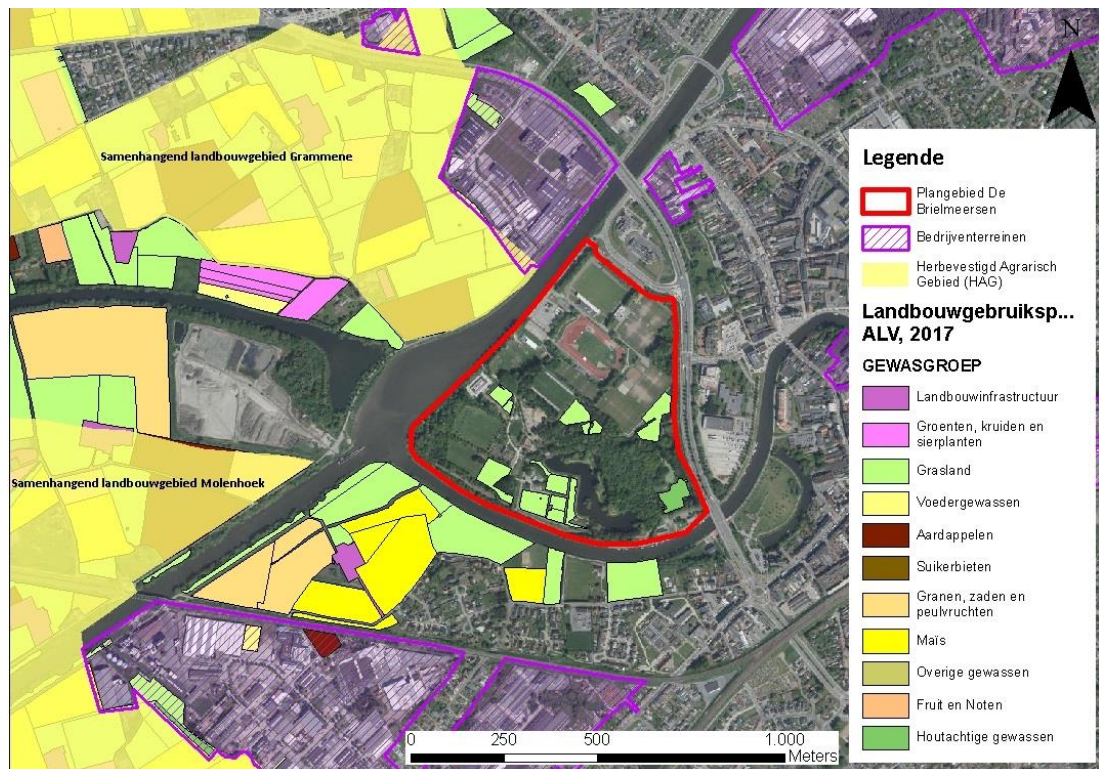 N
Samenhangend landbouwgebied Grammene
Samenhangend landbouwgebied Molenhoek
Legende
Plangebied De
Brielmeersen
Bedrijventerreinen
Herbevestigd Agrarisch
Gebied (HAG)
Landbouwgebruiksp...
ALV, 2017
GEWASGROEP
Landbouwinfrastructuur
Groenten, kruiden en
sierplanten
Grasland
Voedergewassen
Aardappelen
Suikerbieten
Granen, zaden en
peulvruchten
Maïs
Overige gewassen
Fruit en Noten
Houtachtige gewassen
0 250 500 1.000
Meters